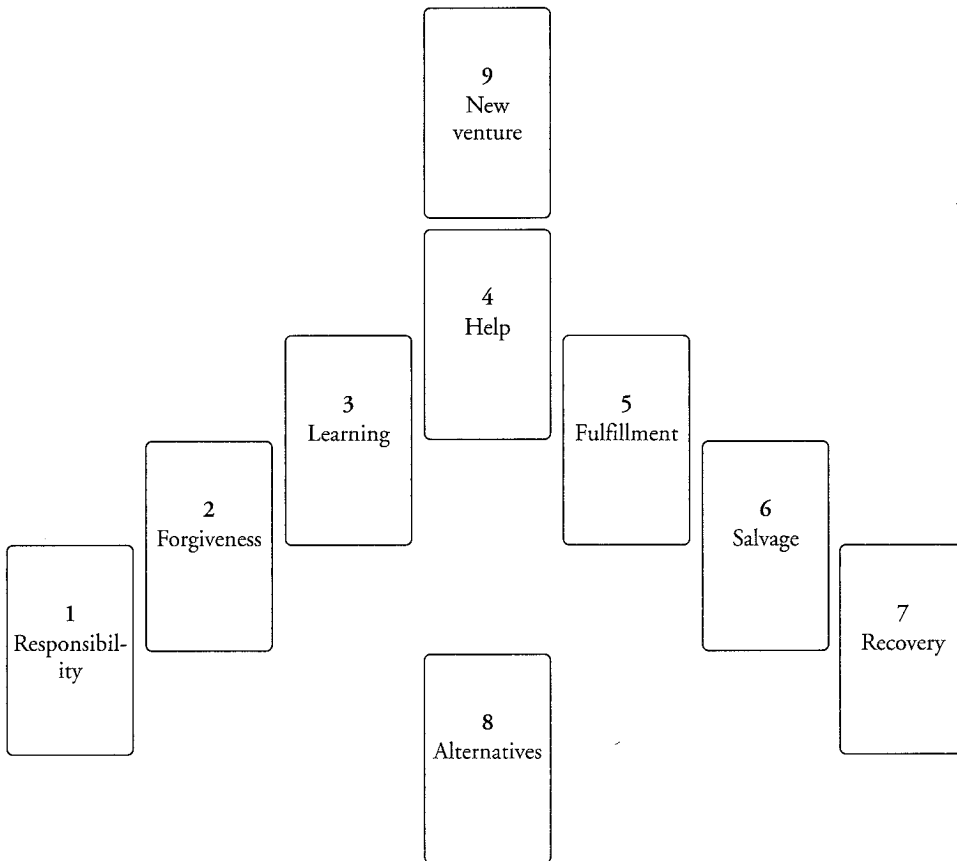 9
New
venture
4
Help
3
Learning
5
Fulfillment
2
Forgiveness
6
Salvage
1
Responsibil-
ity
7
Recovery
8
Alternatives